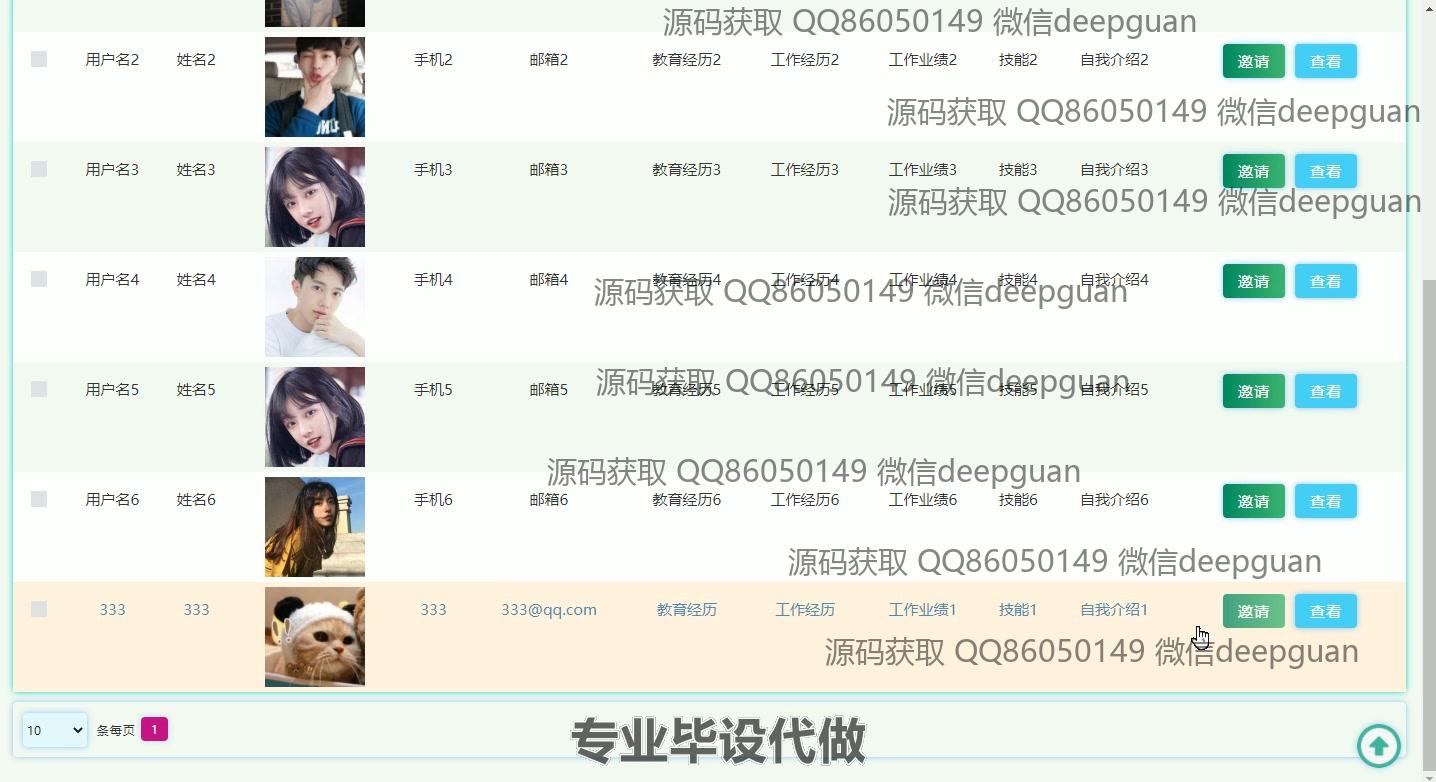 源码获取 QQ86050149 微信deepguan
用户名2 姓名2 手机2 邮箱2 教育经历2 工作经历2 工作业绩2 技能2 自我介绍2 邀请 查看
源码获取 QQ86050149 微信deepguan
用户名3 姓名3 手机3 邮箱3 教育经历3 工作经历3 工作业绩3 技能3 自我介绍3 邀请 查看
源码获取 QQ86050149 微信deepguan
用户名4 姓名4 手机4 邮箱4 教育经历4 工作经历4 工作业绩4 技能4 自我介绍4 邀请 查看
源码获取 QQ86050149 微信deepguan
源码获取 QQ86050149 微信deepguan
用户名5 姓名5 手机5 邮箱5 教育经历5 工作经历5 工作业绩5 技能5 自我介绍5 邀请 查看
源码获取 QQ86050149 微信deepguan
用户名6 姓名6 手机6 邮箱6 教育经历6 工作经历6 工作业绩6 技能6 自我介绍6 邀请 查看
源码获取 QQ86050149 微信deepguan
333 333 333 333@qq.com 教育经历 工作经历 工作业绩1 技能1 自我介绍1 邀请 查看
源码获取 QQ86050149 微信deepguan
10 条每页 1
专业毕设代做